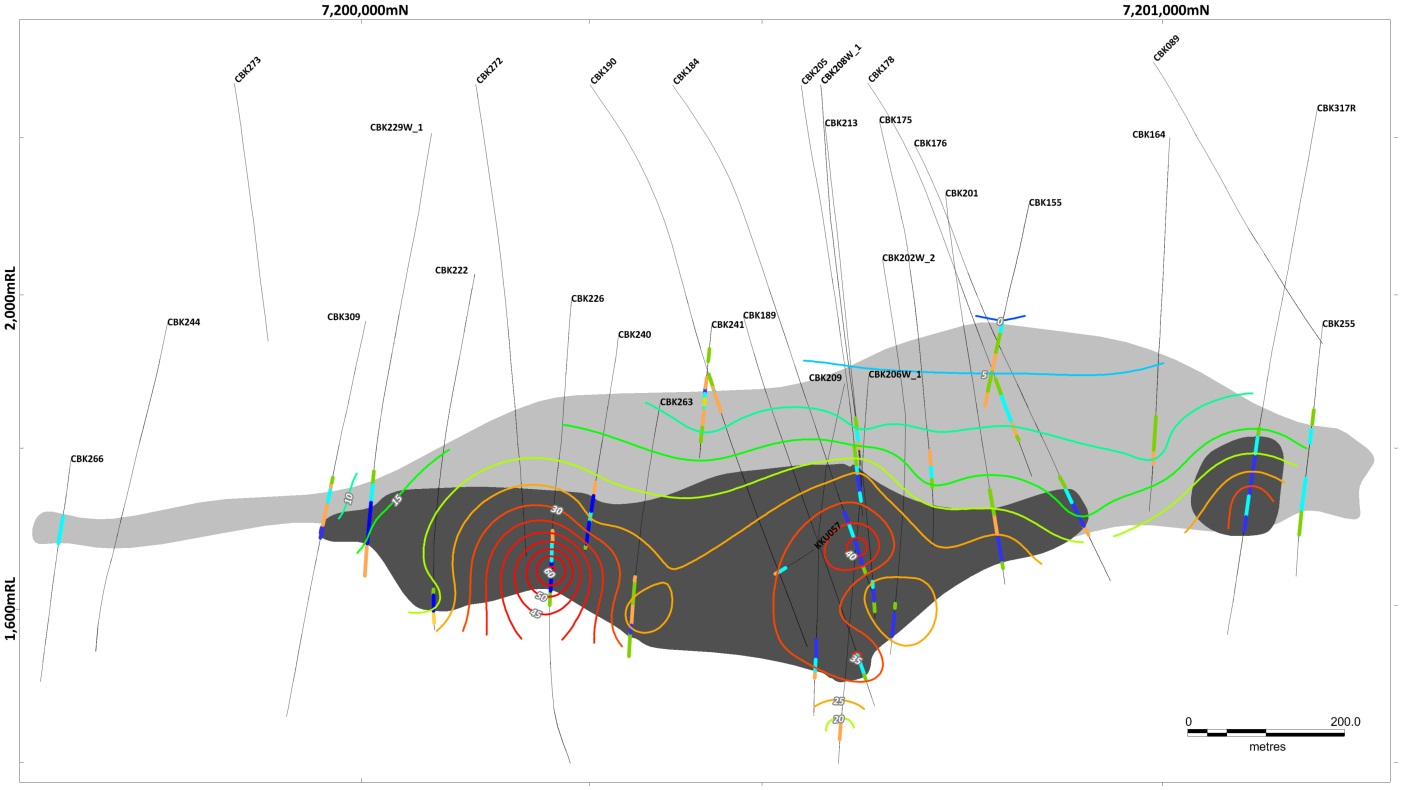 7,200,000mN
7,201,000mN
CBK273
CBK272
CBK190
CBK184
CBK205
CBK208W_1
CBK178
CBK089
CBK317R
CBK229W_1
CBK213
CBK175
CBK164
CBK176
CBK201
CBK155
CBK202W_2
CBK222
2,000mRL
CBK226
CBK244
CBK309
CBK240
CBK241
CBK189
CBK255
0
5
CBK209
CBK206W_1
CBK263
CBK266
10
15
30
KKU057
40
60
50
45
1,600mRL
35
25
20
0
200.0
metres